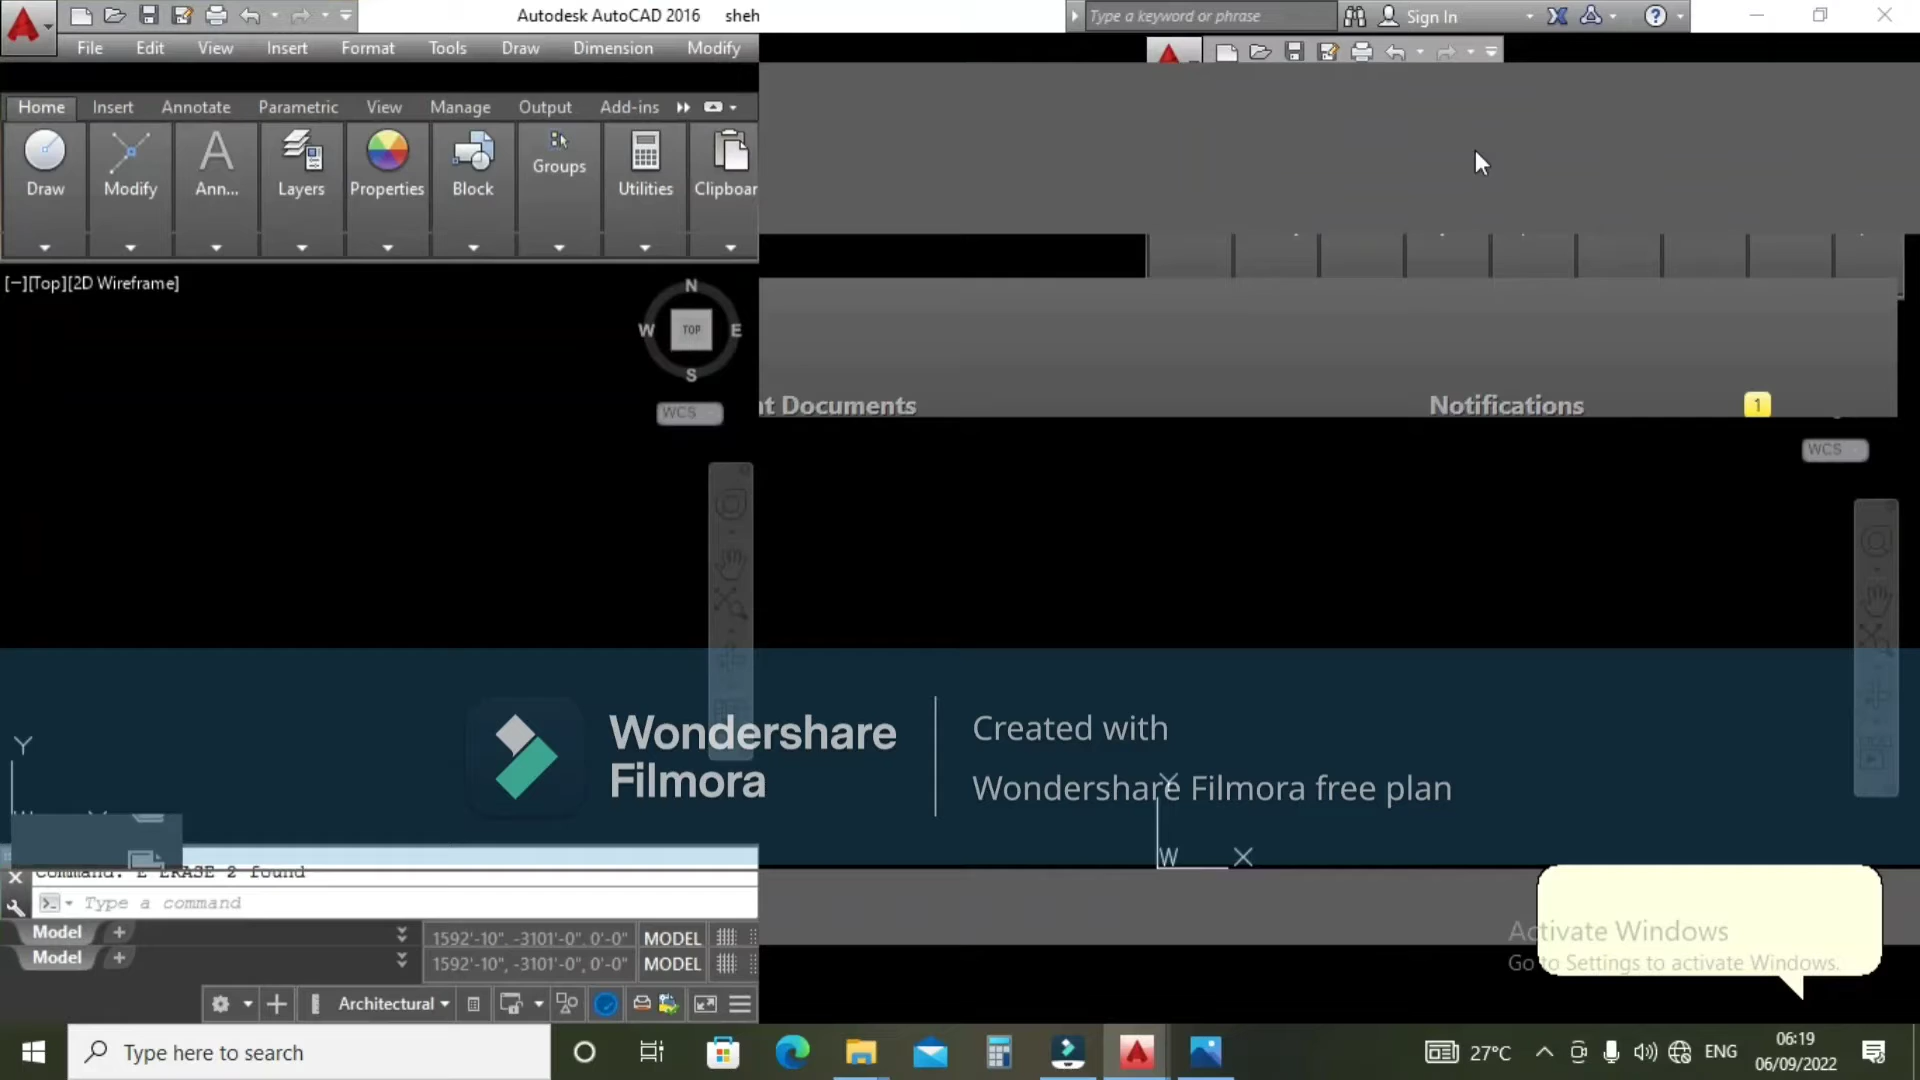 Autodesk AutoCAD 2016 sheh
Type a keyword or phrase
Sign In
File Edit View Insert Format Tools Draw Dimension Modify
Home Insert Annotate Parametric View Manage Output Add-ins
Draw Modify Ann... Layers Properties Block Groups Utilities Clipboar
[−][Top][2D Wireframe]
N
W TOP E
S
WCS
t Documents
Notifications 1
WCS
Wondershare
Filmora
Created with
Wondershare Filmora free plan
Y
Y
W X
Command: E ERASE 2 found
Type a command
Model +
1592'-10", -3101'-0", 0'-0" MODEL
Model +
1592'-10", -3101'-0", 0'-0" MODEL
Architectural
Activate Windows
Go to Settings to activate Windows.
Type here to search
27°C
ENG
06:19
06/09/2022